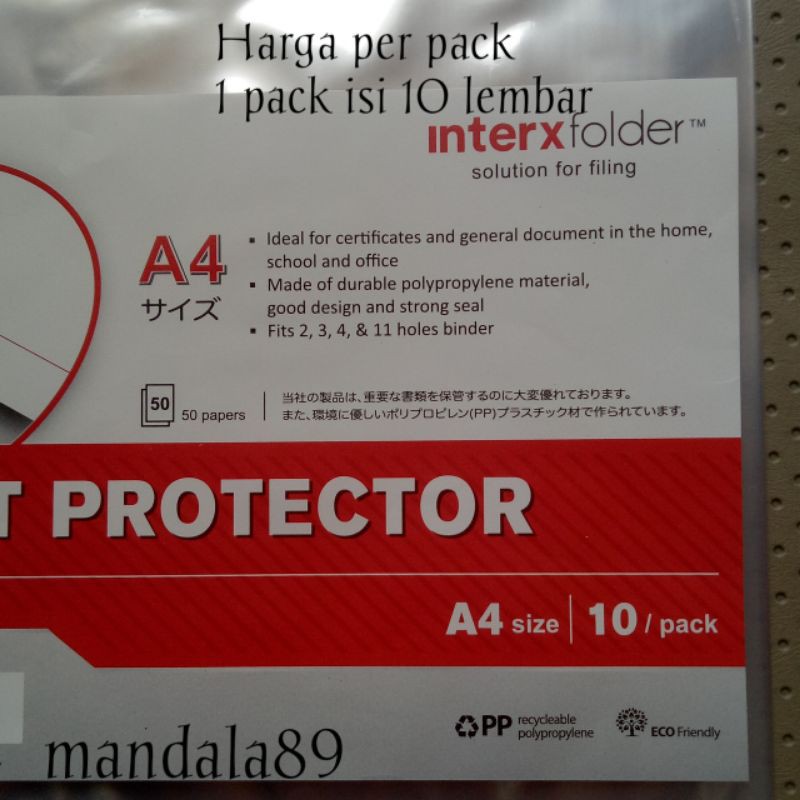 Harga per pack
1 pack isi 10 lembar
interxfolder™
solution for filing
A4
サイズ
▪ Ideal for certificates and general document in the home,
school and office
▪ Made of durable polypropylene material,
good design and strong seal
▪ Fits 2, 3, 4, & 11 holes binder
50
50 papers
当社の製品は、重要な書類を保管するのに大変優れております。
また、環境に優しいポリプロピレン(PP)プラスチック材で作られています。
T PROTECTOR
A4 size | 10 / pack
PP recycleable
polypropylene
ECO Friendly
mandala89